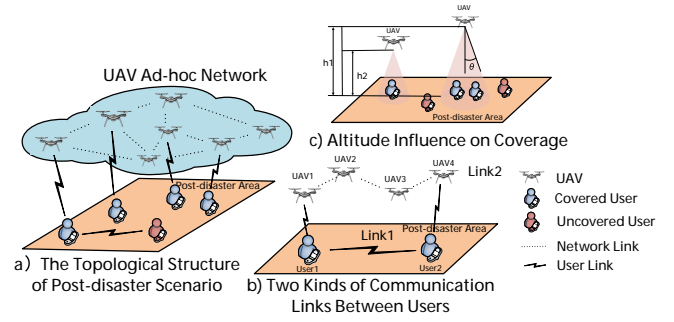 UAV Ad-hoc Network
Post-disaster Area
a) The Topological Structure
of Post-disaster Scenario
UAV
UAV
h1
h2
θ
Post-disaster Area
c) Altitude Influence on Coverage
UAV1
UAV2
UAV3
UAV4
Link2
Post-disaster Area
Link1
User1
User2
b) Two Kinds of Communication
Links Between Users
UAV
Covered User
Uncovered User
Network Link
User Link